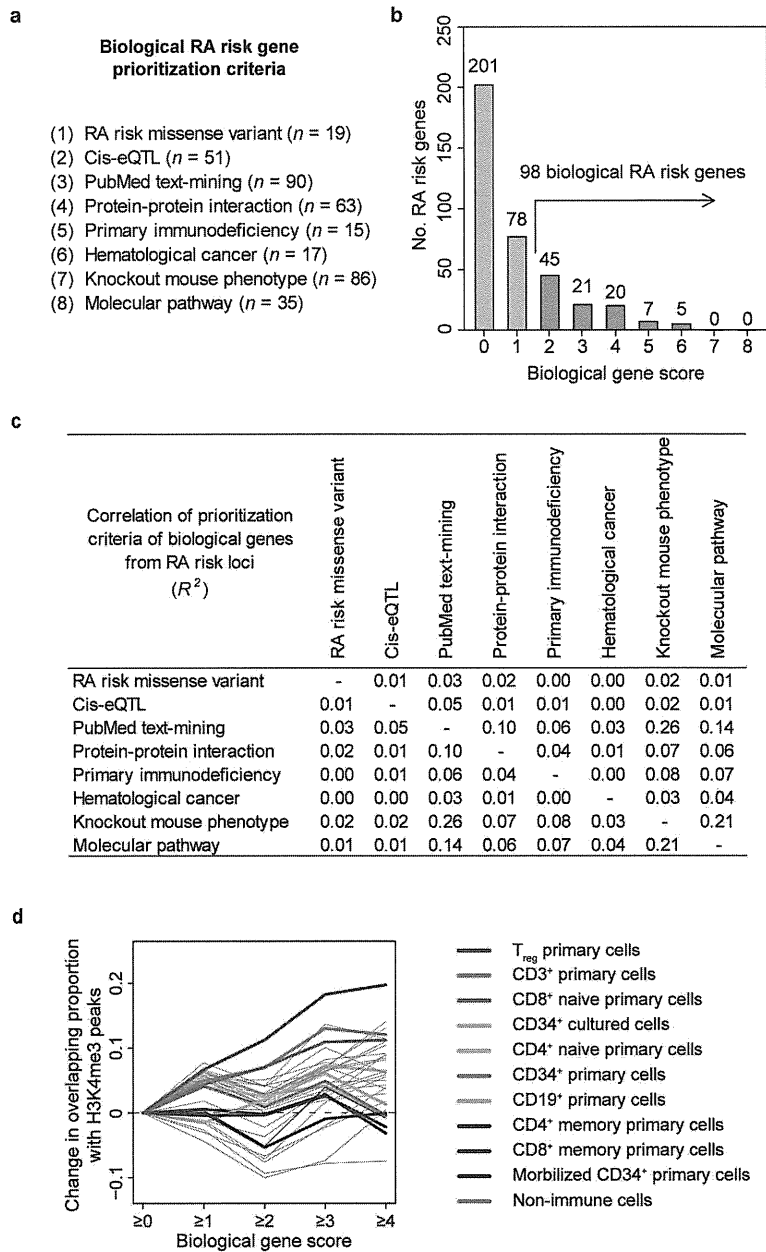 a
Biological RA risk gene
prioritization criteria
(1) RA risk missense variant (n = 19)
(2) Cis-eQTL (n = 51)
(3) PubMed text-mining (n = 90)
(4) Protein-protein interaction (n = 63)
(5) Primary immunodeficiency (n = 15)
(6) Hematological cancer (n = 17)
(7) Knockout mouse phenotype (n = 86)
(8) Molecular pathway (n = 35)
b
No. RA risk genes
250
200
150
100
50
0
201
78
45
21
20
7
5
0
0
98 biological RA risk genes
0 1 2 3 4 5 6 7 8
Biological gene score
c
Correlation of prioritization
criteria of biological genes
from RA risk loci
(R²)
RA risk missense variant
Cis-eQTL
PubMed text-mining
Protein-protein interaction
Primary immunodeficiency
Hematological cancer
Knockout mouse phenotype
Molecuular pathway
RA risk missense variant - 0.01 0.03 0.02 0.00 0.00 0.02 0.01
Cis-eQTL 0.01 - 0.05 0.01 0.01 0.00 0.02 0.01
PubMed text-mining 0.03 0.05 - 0.10 0.06 0.03 0.26 0.14
Protein-protein interaction 0.02 0.01 0.10 - 0.04 0.01 0.07 0.06
Primary immunodeficiency 0.00 0.01 0.06 0.04 - 0.00 0.08 0.07
Hematological cancer 0.00 0.00 0.03 0.01 0.00 - 0.03 0.04
Knockout mouse phenotype 0.02 0.02 0.26 0.07 0.08 0.03 - 0.21
Molecular pathway 0.01 0.01 0.14 0.06 0.07 0.04 0.21 -
d
Change in overlapping proportion
with H3K4me3 peaks
0.2
0.1
0
−0.1
≥0 ≥1 ≥2 ≥3 ≥4
Biological gene score
Treg primary cells
CD3⁺ primary cells
CD8⁺ naive primary cells
CD34⁺ cultured cells
CD4⁺ naive primary cells
CD34⁺ primary cells
CD19⁺ primary cells
CD4⁺ memory primary cells
CD8⁺ memory primary cells
Morbilized CD34⁺ primary cells
Non-immune cells